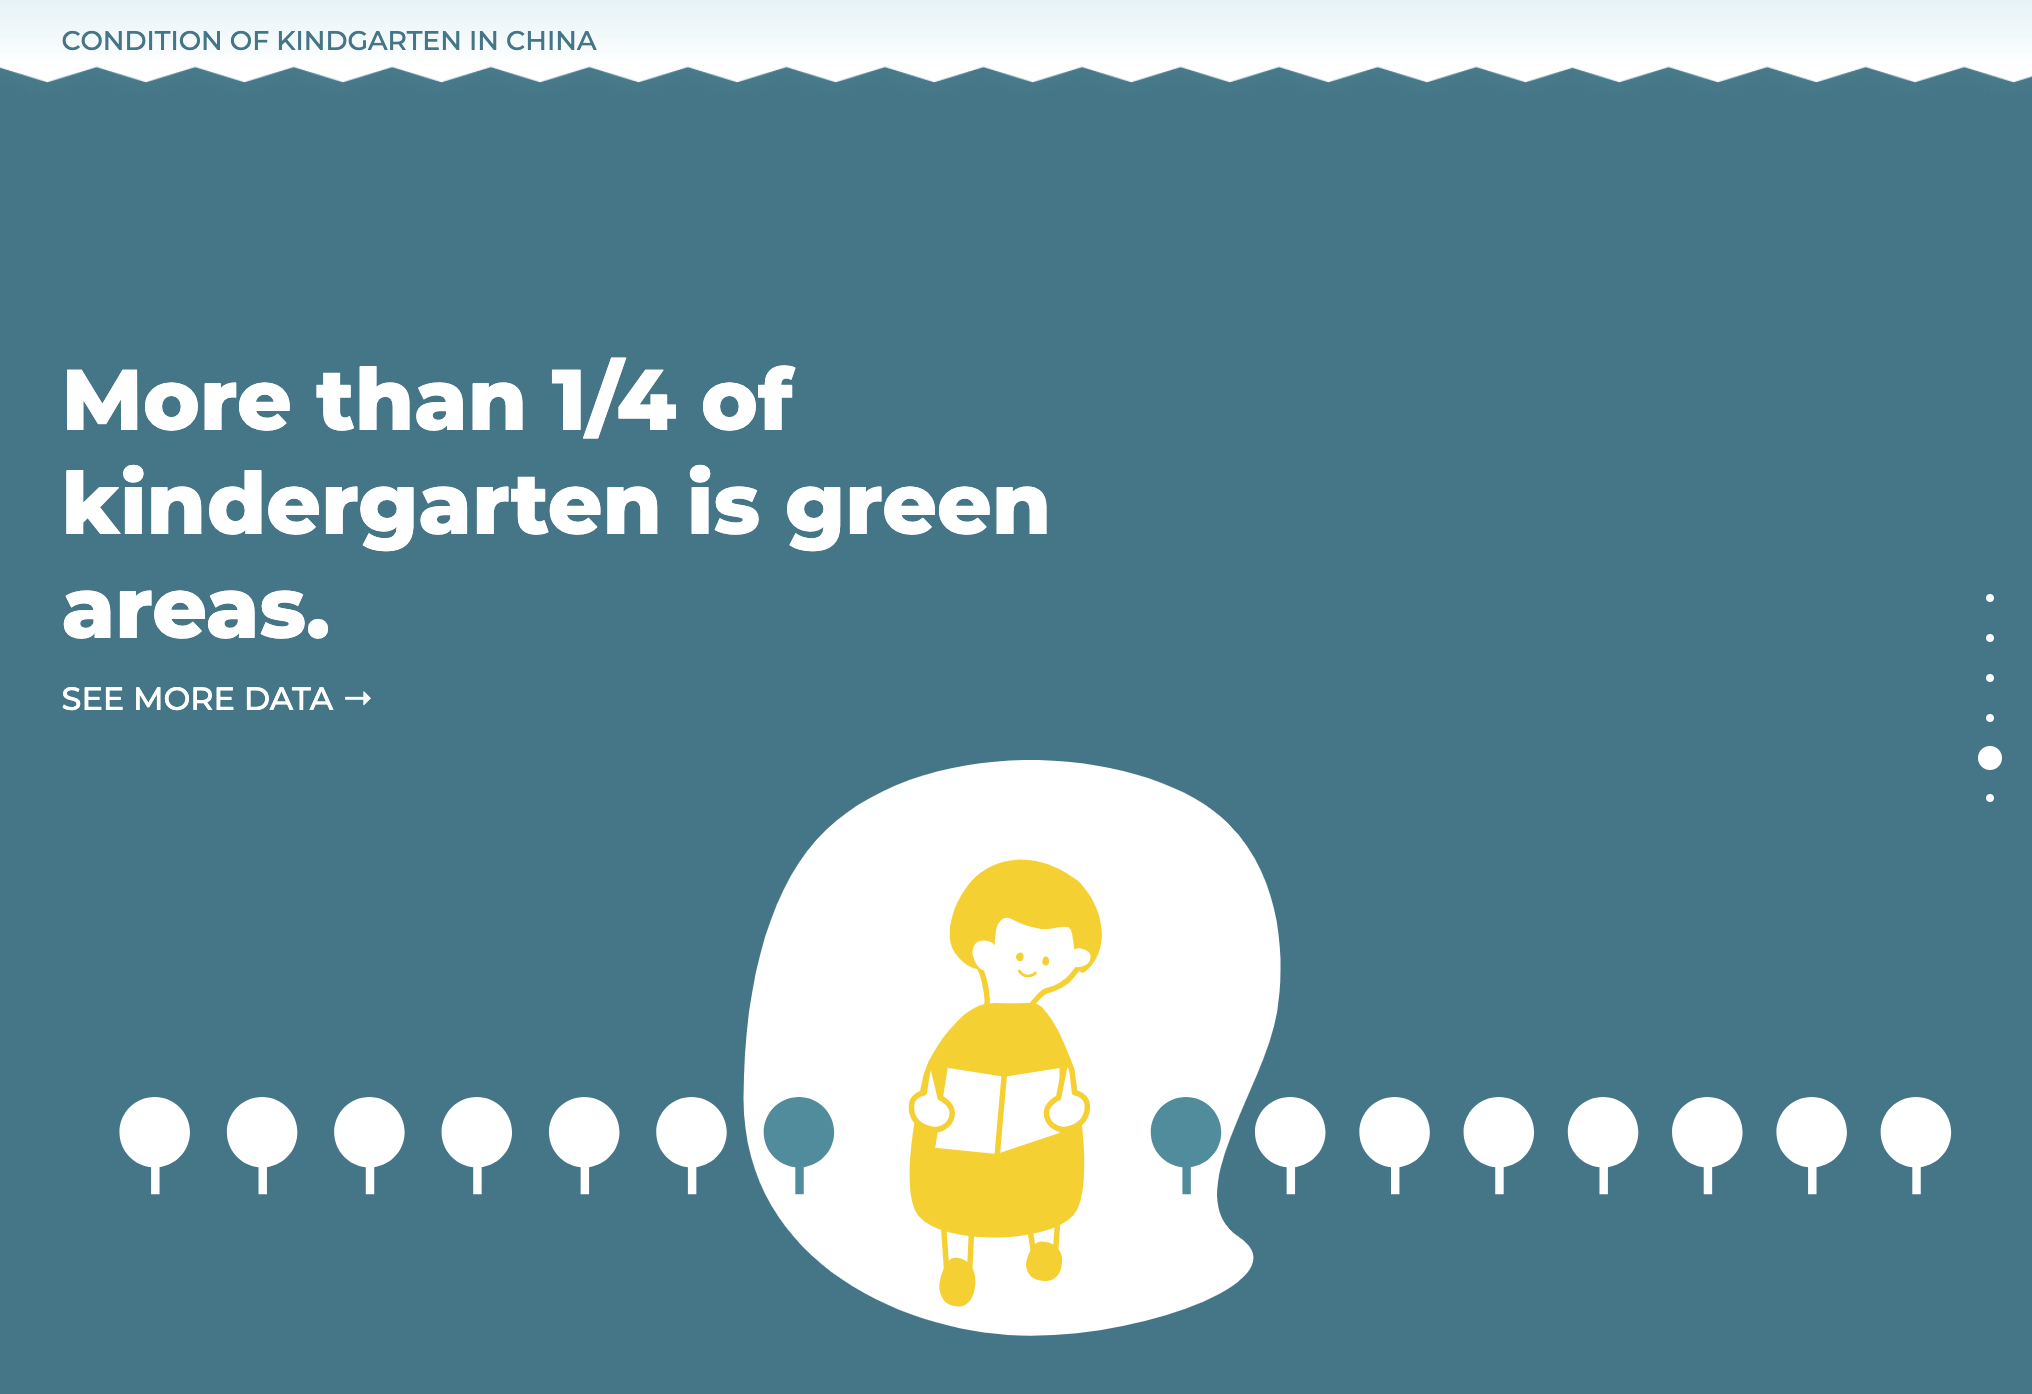 CONDITION OF KINDGARTEN IN CHINA
More than 1/4 of
kindergarten is green
areas.
SEE MORE DATA →